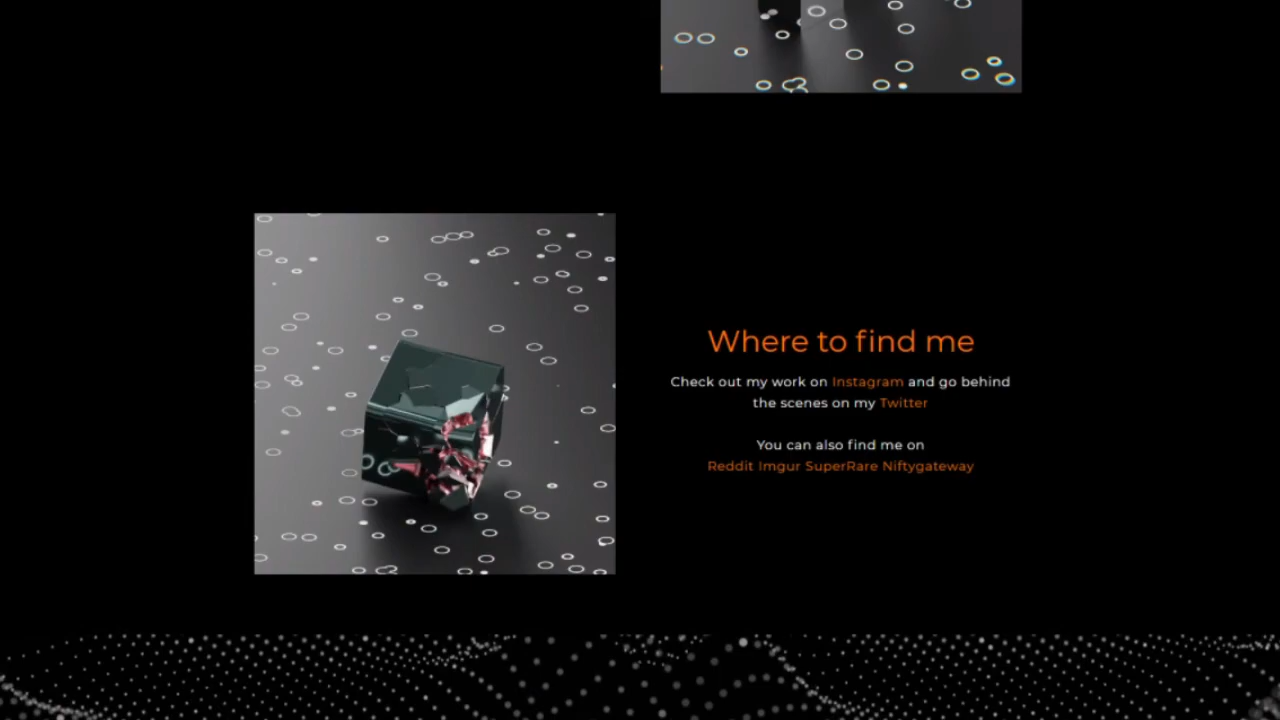 Where to find me
Check out my work on Instagram and go behind
the scenes on my Twitter
You can also find me on
Reddit Imgur SuperRare Niftygateway